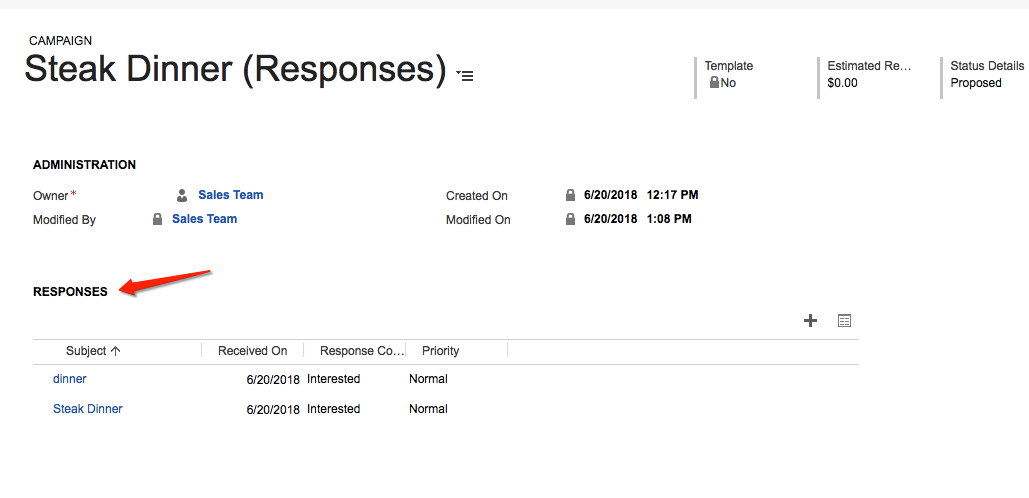 CAMPAIGN
Steak Dinner (Responses)
Template Estimated Re... Status Details
No $0.00 Proposed
ADMINISTRATION
Owner* Sales Team Created On 6/20/2018 12:17 PM
Modified By Sales Team Modified On 6/20/2018 1:08 PM
RESPONSES
Subject Received On Response Co... Priority
dinner 6/20/2018 Interested Normal
Steak Dinner 6/20/2018 Interested Normal